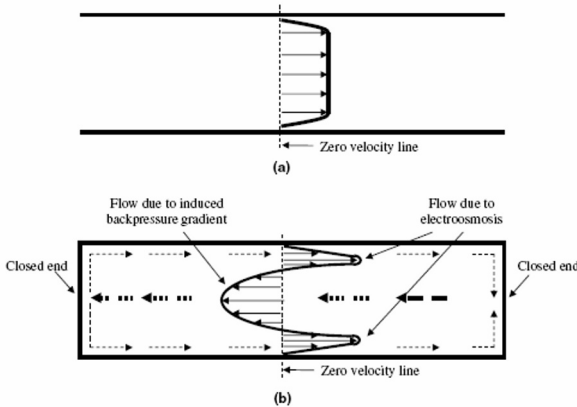 Zero velocity line
(a)
Flow due to induced
backpressure gradient
Flow due to
electroosmosis
Closed end
Closed end
Zero velocity line
(b)